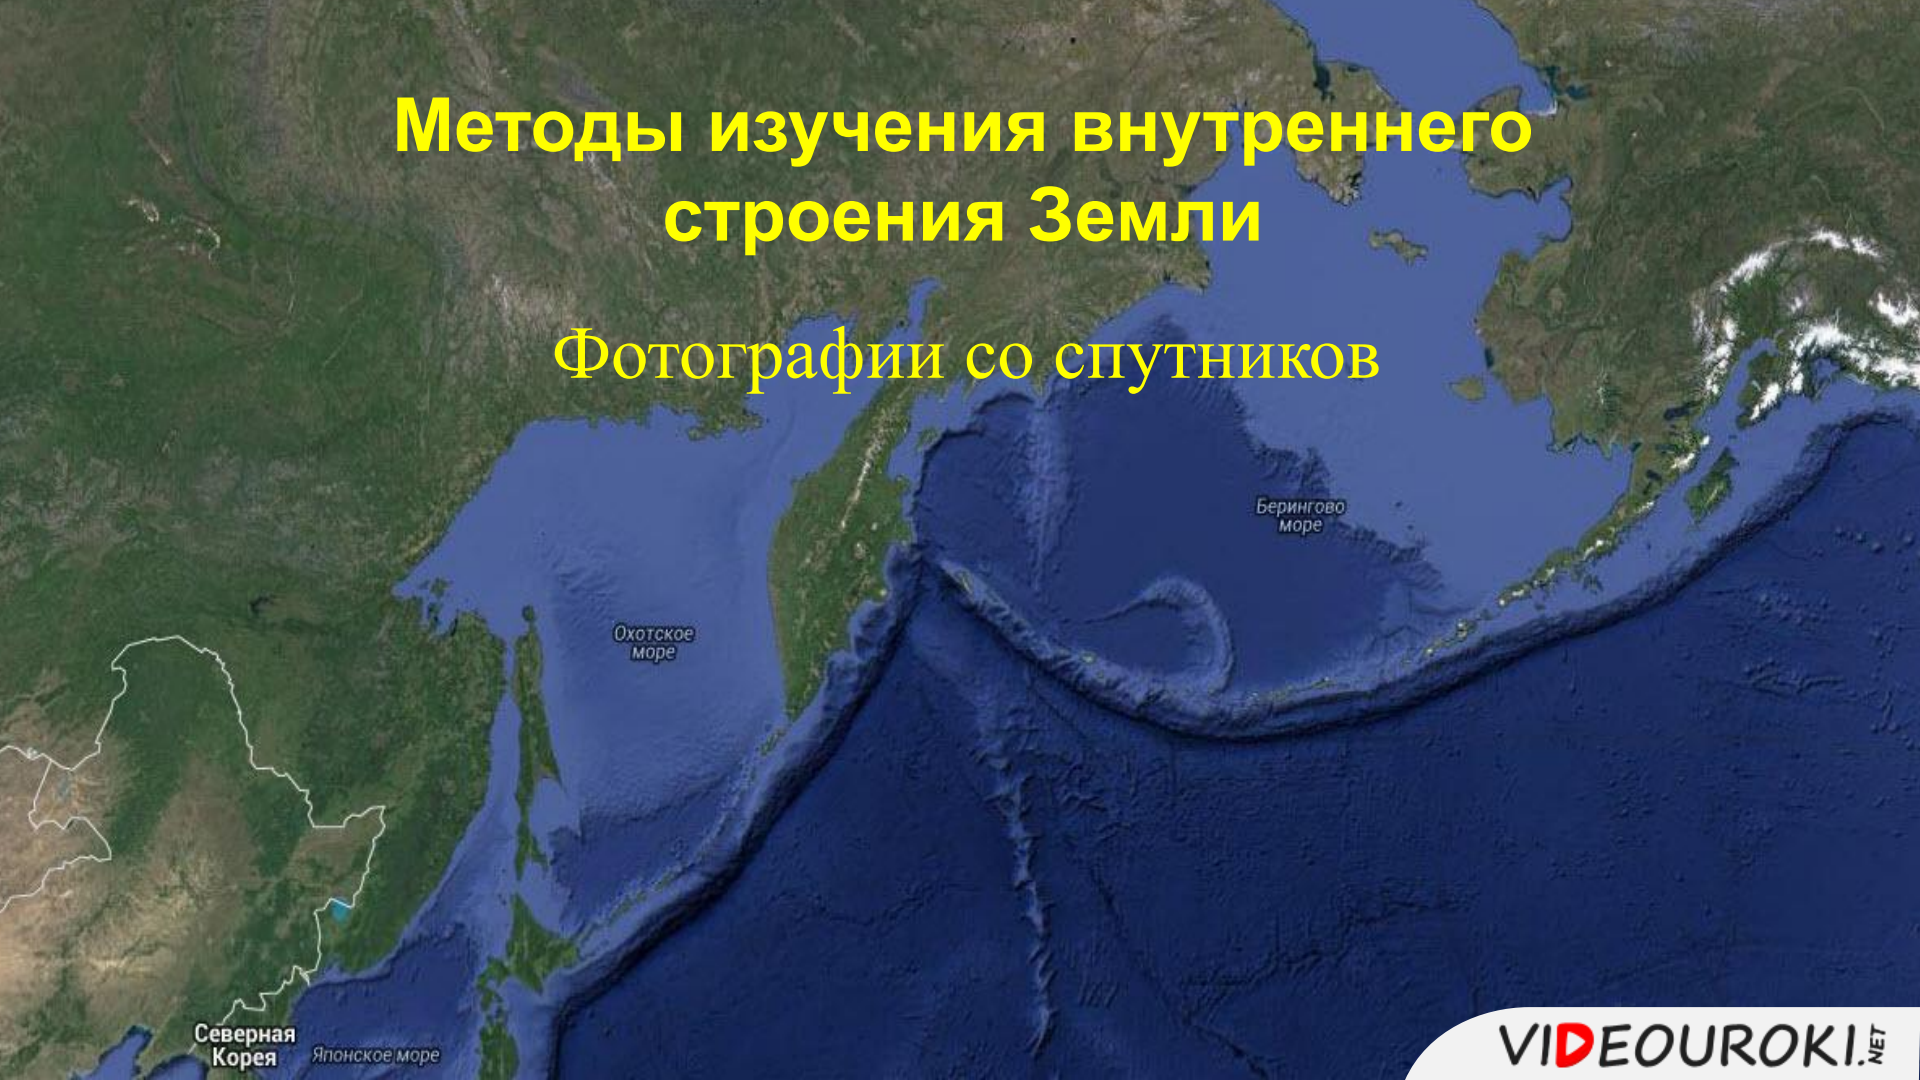 Методы изучения внутреннего
строения Земли
Фотографии со спутников
Берингово
море
Охотское
море
Северная
Корея
Японское море
VIDEOUROKI.NET